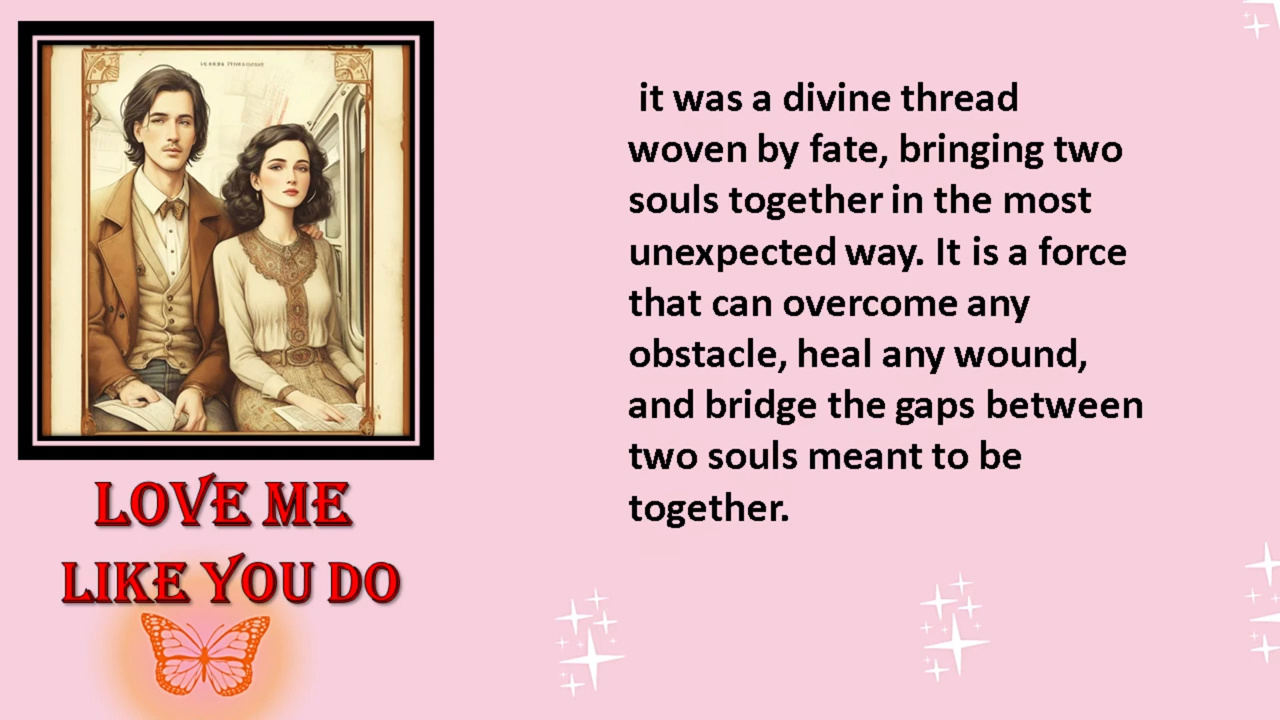 it was a divine thread
woven by fate, bringing two
souls together in the most
unexpected way. It is a force
that can overcome any
obstacle, heal any wound,
and bridge the gaps between
two souls meant to be
together.
LOVE ME
LIKE YOU DO